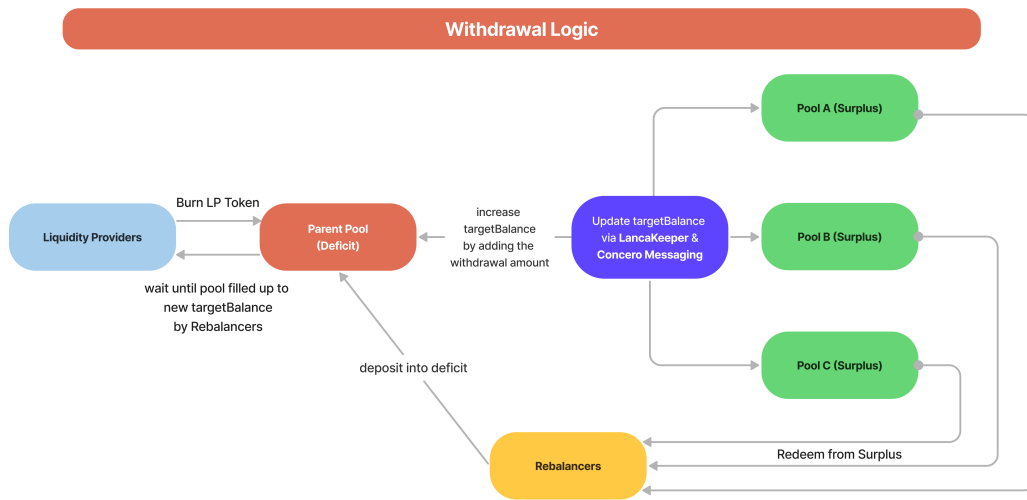 Withdrawal Logic
Pool A (Surplus)
Burn LP Token
Liquidity Providers
Parent Pool
(Deficit)
increase
targetBalance
by adding the
withdrawal amount
Update targetBalance
via LancaKeeper &
Concero Messaging
Pool B (Surplus)
wait until pool filled up to
new targetBalance
by Rebalancers
deposit into deficit
Pool C (Surplus)
Redeem from Surplus
Rebalancers